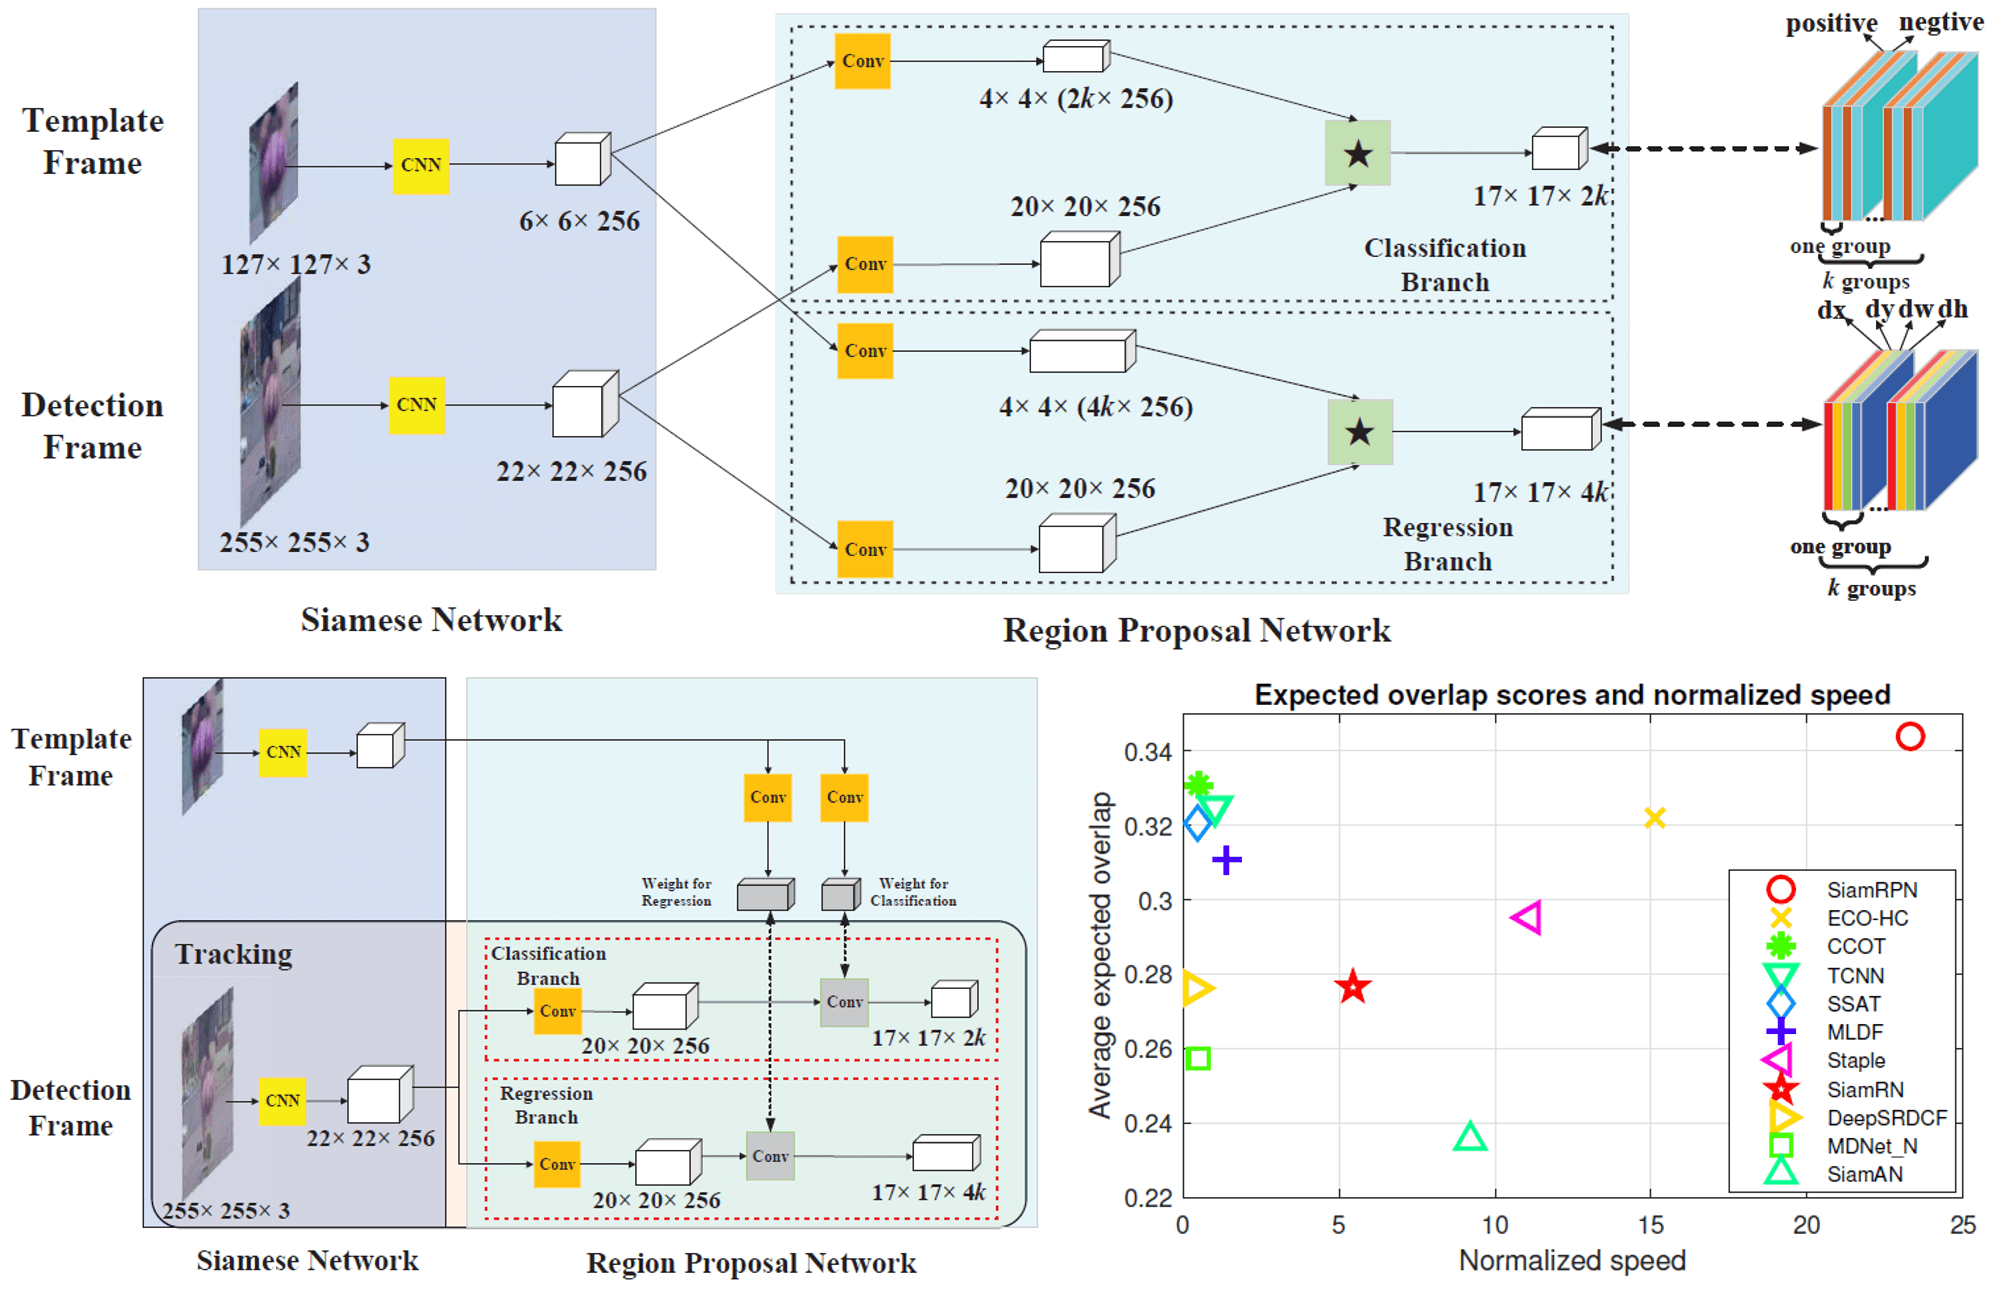 Template
Frame
127× 127× 3
CNN
6× 6× 256
Detection
Frame
255× 255× 3
CNN
22× 22× 256
Siamese Network
Conv
4× 4× (2k× 256)
★
17× 17× 2k
20× 20× 256
Conv
Classification
Branch
Conv
4× 4× (4k× 256)
★
17× 17× 4k
20× 20× 256
Conv
Regression
Branch
Region Proposal Network
positive negtive
...
one group
k groups
dx dy dw dh
...
one group
k groups
Template
Frame
CNN
Conv Conv
Weight for
Regression
Weight for
Classification
Tracking
Detection
Frame
CNN
22× 22× 256
255× 255× 3
Classification
Branch
Conv
20× 20× 256
Conv
17× 17× 2k
Regression
Branch
Conv
20× 20× 256
Conv
17× 17× 4k
Siamese Network
Region Proposal Network
Expected overlap scores and normalized speed
Average expected overlap
0.34
0.32
0.3
0.28
0.26
0.24
0.22
0 5 10 15 20 25
Normalized speed
SiamRPN
ECO-HC
CCOT
TCNN
SSAT
MLDF
Staple
SiamRN
DeepSRDCF
MDNet_N
SiamAN